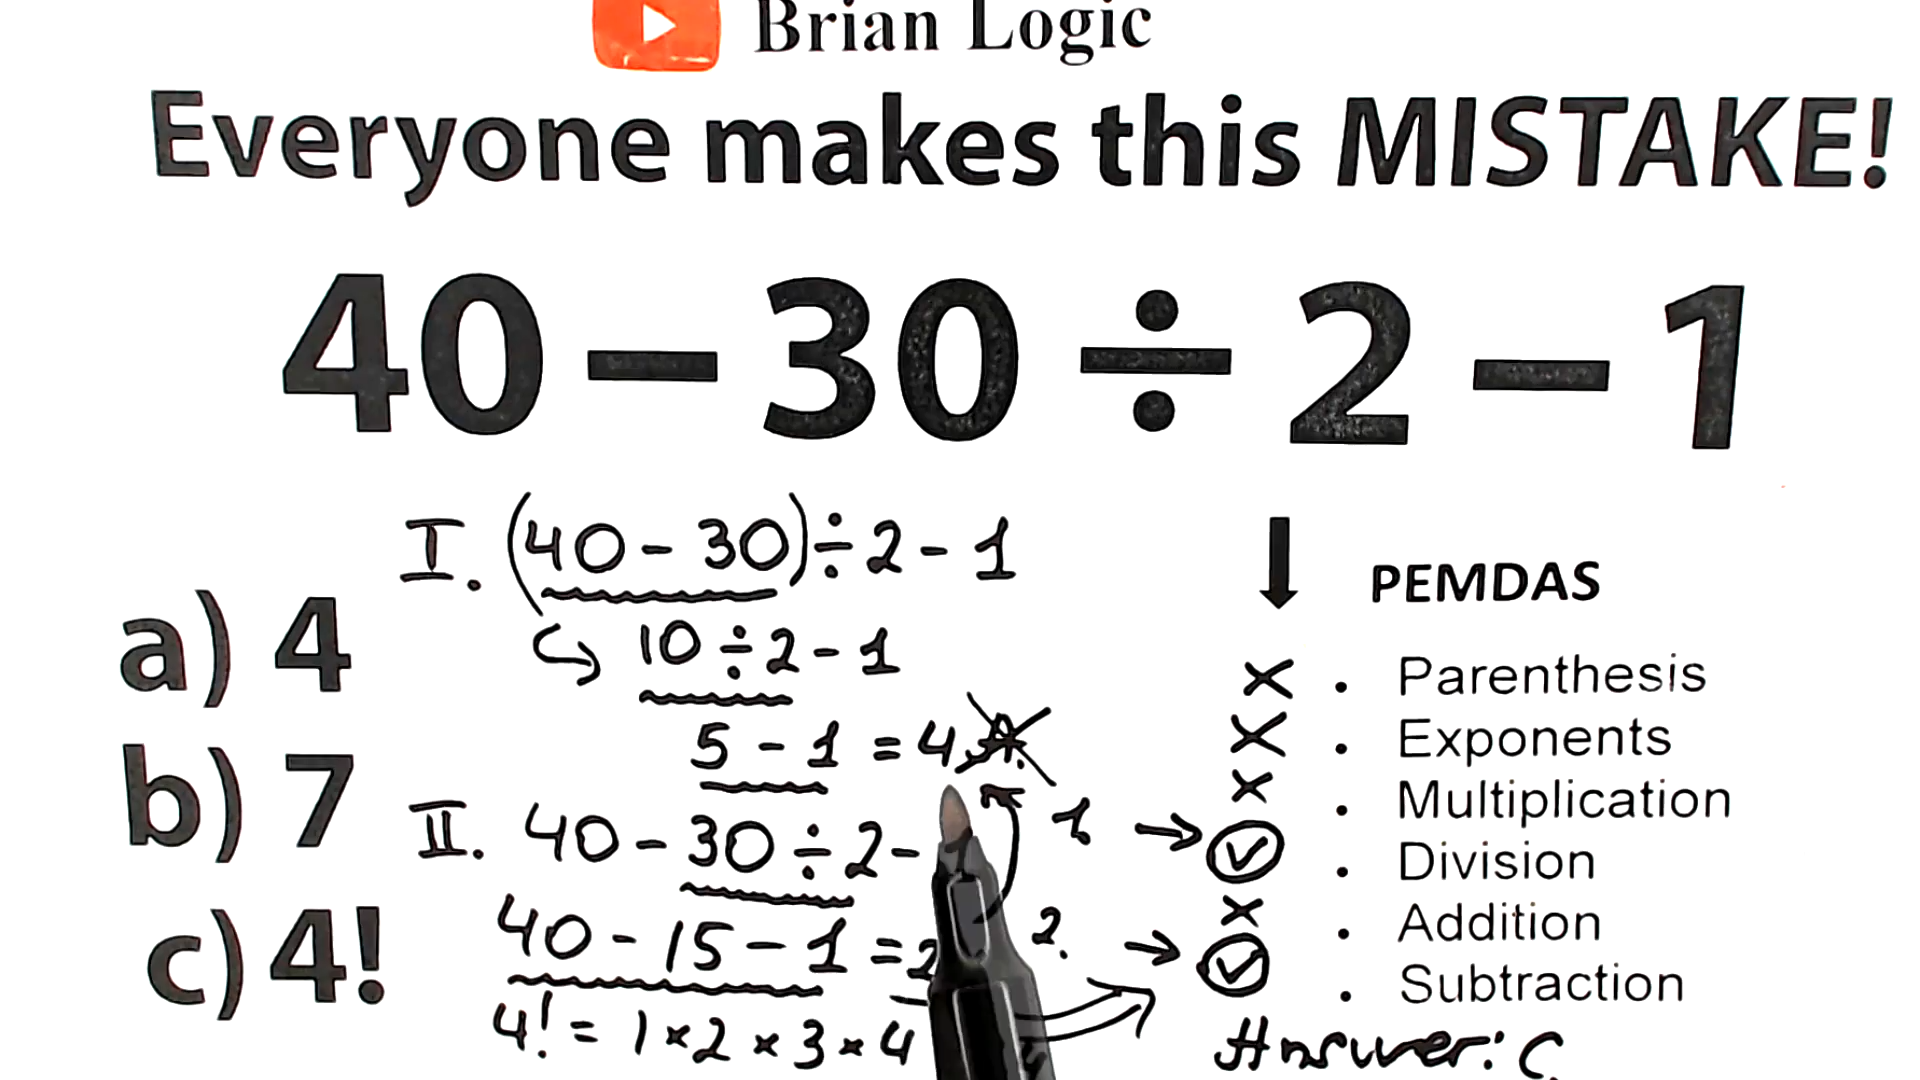 Brian Logic
Everyone makes this MISTAKE!
40 – 30 ÷ 2 – 1
I. (40 - 30) ÷ 2 - 1
10 ÷ 2 - 1
5 - 1 = 4
II. 40 - 30 ÷ 2 -
40 - 15 - 1 = 2
4! = 1 × 2 × 3 × 4
a) 4
b) 7
c) 4!
PEMDAS
. Parenthesis
. Exponents
. Multiplication
1 → . Division
. Addition
2. → . Subtraction
Answer: C.